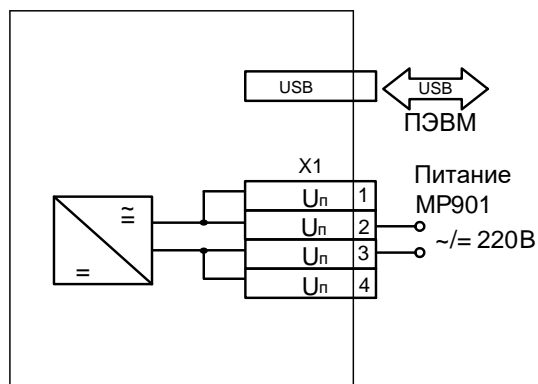 USB
USB
ПЭВМ
X1
Питание
МР901
~/= 220В
Uп 1
Uп 2
Uп 3
Uп 4
≅
=